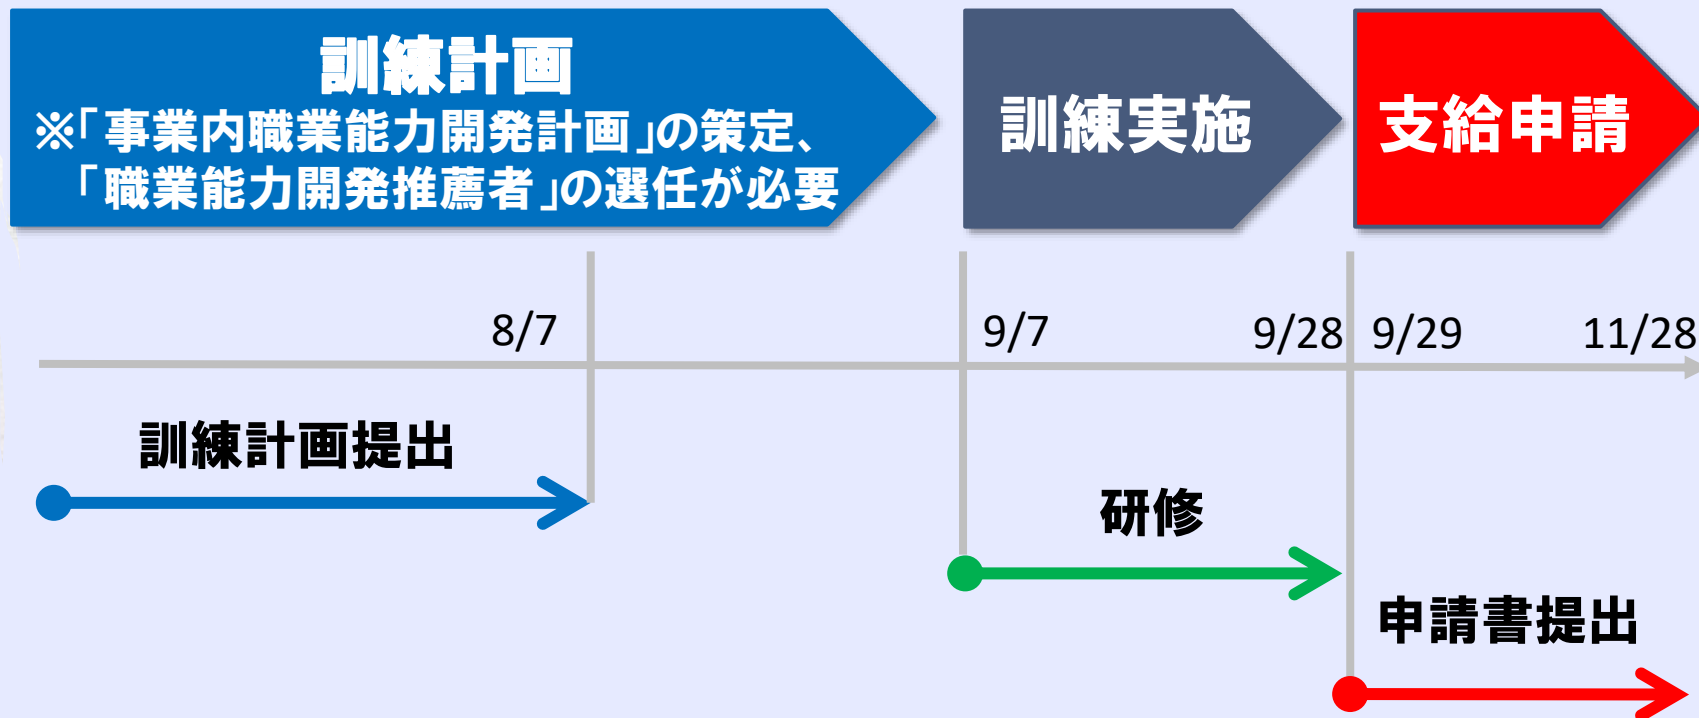 訓練計画
※「事業内職業能力開発計画」の策定、
「職業能力開発推薦者」の選任が必要
訓練実施
支給申請
8/7
9/7
9/28
9/29
11/28
訓練計画提出
研修
申請書提出